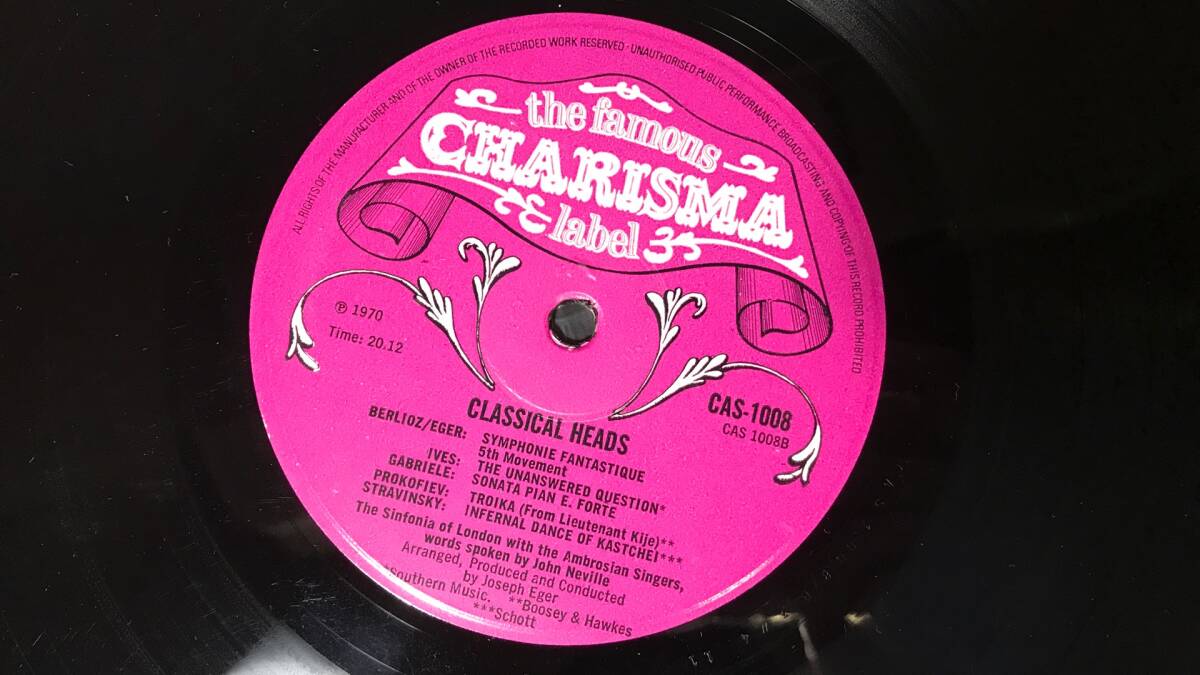 ALL RIGHTS OF THE MANUFACTURER AND OF THE OWNER OF THE RECORDED WORK RESERVED · UNAUTHORISED PUBLIC PERFORMANCE BROADCASTING AND COPYING OF THIS RECORD PROHIBITED
the famous
CHARISMA
label
℗ 1970
Time: 20.12
CAS-1008
CAS 1008B
CLASSICAL HEADS
BERLIOZ/EGER: SYMPHONIE FANTASTIQUE
5th Movement
IVES: THE UNANSWERED QUESTION*
GABRIELE: SONATA PIAN E. FORTE
PROKOFIEV: TROIKA (From Lieutenant Kije)**
STRAVINSKY: INFERNAL DANCE OF KASTCHEI***
The Sinfonia of London with the Ambrosian Singers,
words spoken by John Neville
Arranged, Produced and Conducted
by Joseph Eger
*Southern Music. **Boosey & Hawkes
***Schott